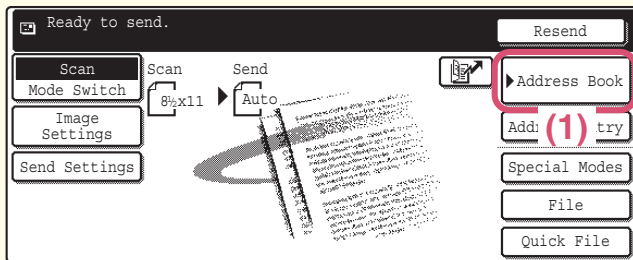 Ready to send.
Resend
Scan
Mode Switch
Scan
Send
Address Book
8½x11
Auto
Image
Settings
(1)
Send Settings
Special Modes
File
Quick File